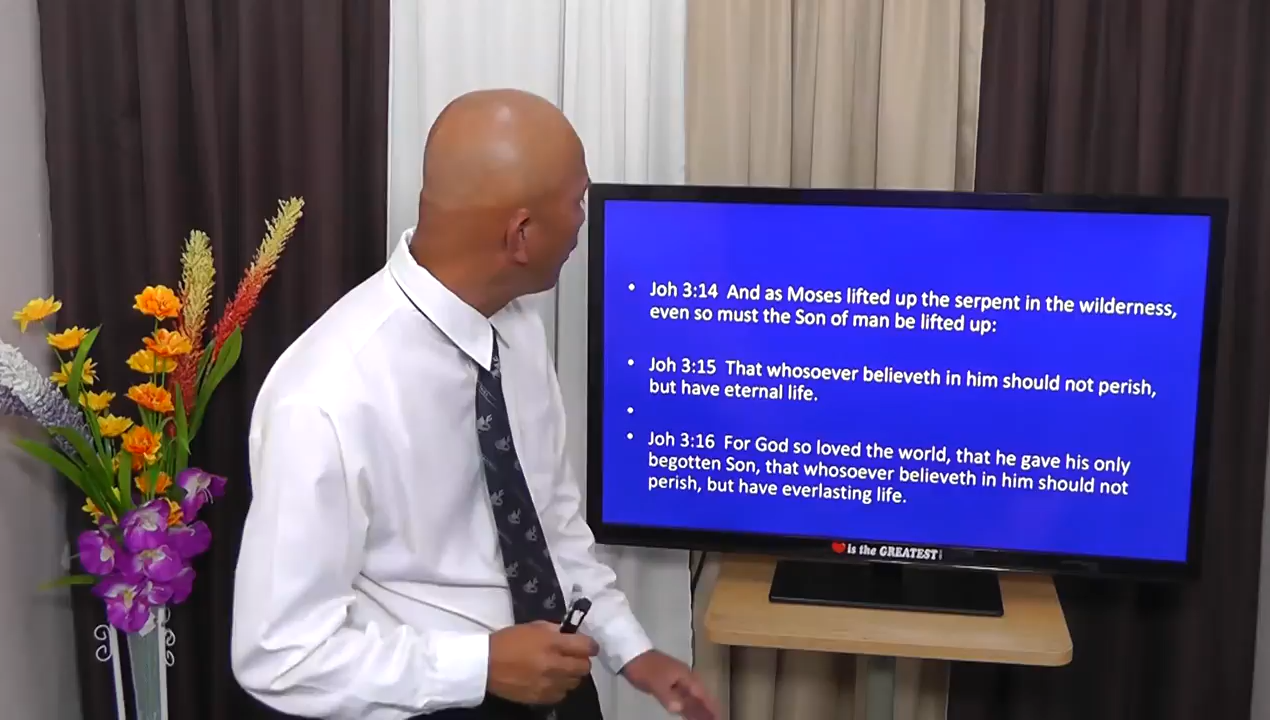 • Joh 3:14 And as Moses lifted up the serpent in the wilderness,
even so must the Son of man be lifted up:
• Joh 3:15 That whosoever believeth in him should not perish,
but have eternal life.
•
• Joh 3:16 For God so loved the world, that he gave his only
begotten Son, that whosoever believeth in him should not
perish, but have everlasting life.
❤ is the GREATEST!